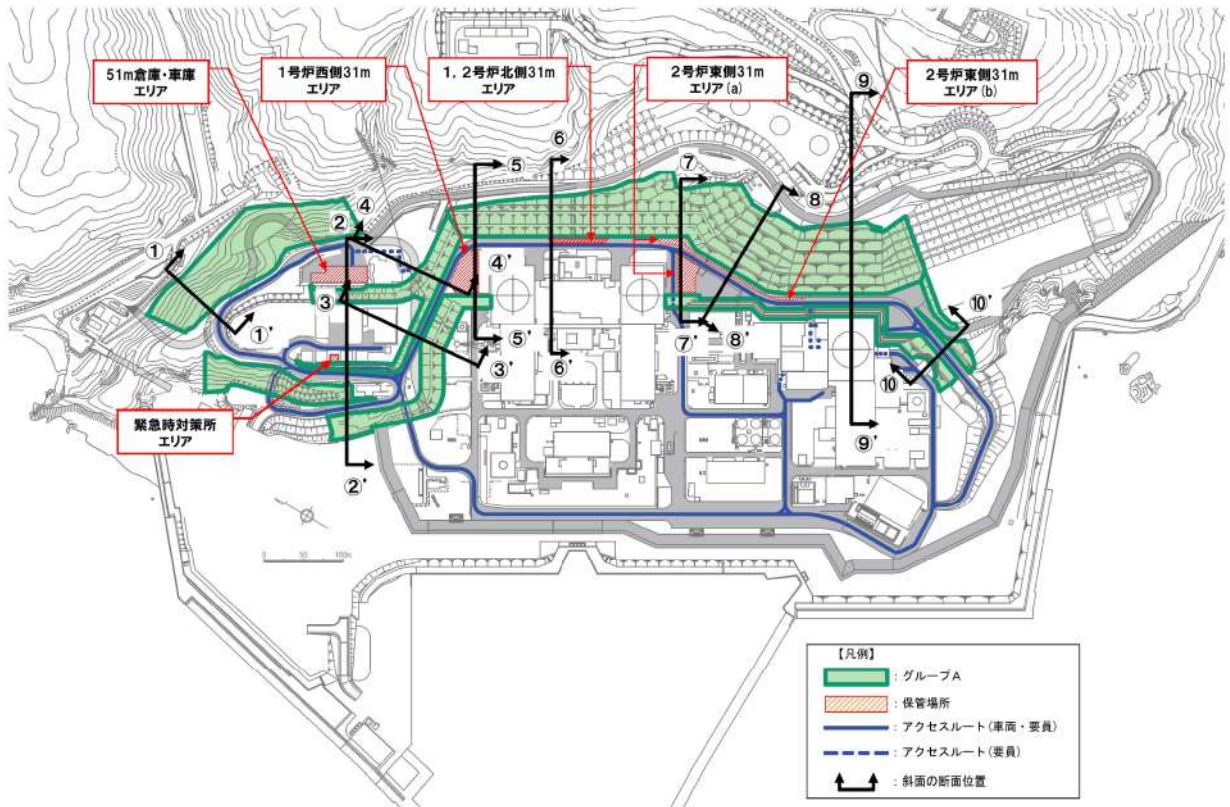 51m倉庫・車庫
エリア
1号炉西側31m
エリア
1, 2号炉北側31m
エリア
2号炉東側31m
エリア(a)
2号炉東側31m
エリア(b)
⑨
⑥
⑤
⑦
⑧
④
②
①
④'
③
①'
⑩'
⑤'
⑧'
⑦'
③'
⑥'
⑩
緊急時対策所
エリア
⑨'
②'
0 50 100m
【凡例】
: グループA
: 保管場所
: アクセスルート(車両・要員)
: アクセスルート(要員)
: 斜面の断面位置